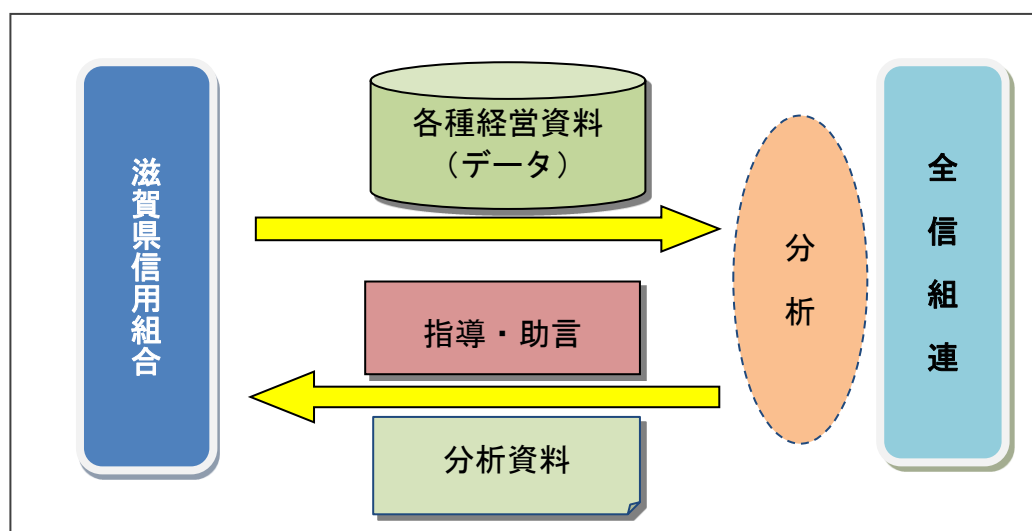 滋賀県信用組合
各種経営資料
（データ）
指導・助言
分析資料
分析
全信組連